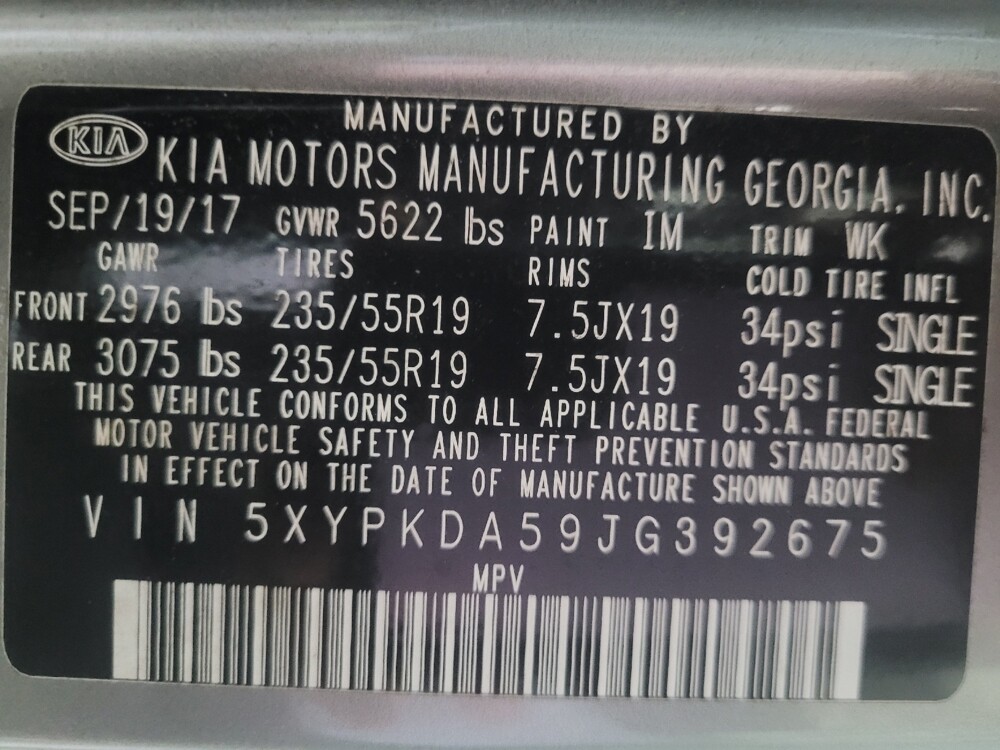 MANUFACTURED BY
KIA KIA MOTORS MANUFACTURING GEORGIA, INC.
SEP/19/17 GVWR 5622 lbs PAINT IM TRIM WK
GAWR TIRES RIMS COLD TIRE INFL
FRONT 2976 lbs 235/55R19 7.5JX19 34psi SINGLE
REAR 3075 lbs 235/55R19 7.5JX19 34psi SINGLE
THIS VEHICLE CONFORMS TO ALL APPLICABLE U.S.A. FEDERAL
MOTOR VEHICLE SAFETY AND THEFT PREVENTION STANDARDS
IN EFFECT ON THE DATE OF MANUFACTURE SHOWN ABOVE
VIN 5XYPKDA59JG392675
MPV